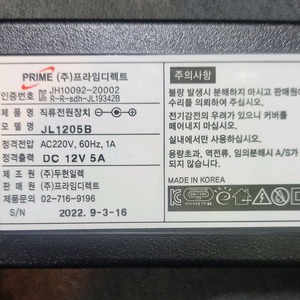 PRIME (주)프라임디렉트
인증번호 JH10092-20002
R-R-sdh-JL19342B
품명 직류전원장치
모델명 JL1205B
정격전압 AC220V, 60Hz, 1A
정격출력 DC 12V 5A
제조원 (주)두현일렉
판매원 (주)프라임디렉트
문의처 02-716-9196
S/N 2022. 9-3-16
주의사항
불량 발생시 분해하지 마시고 판매원에
수리를 의뢰하여 주십시오.
전기감전의 우려가 있으니 커버를
떼어내지 마십시오.
실내에서만 사용하십시오.
용량초과, 역전류, 임의분해시 A/S가
되지 않습니다.
MADE IN KOREA